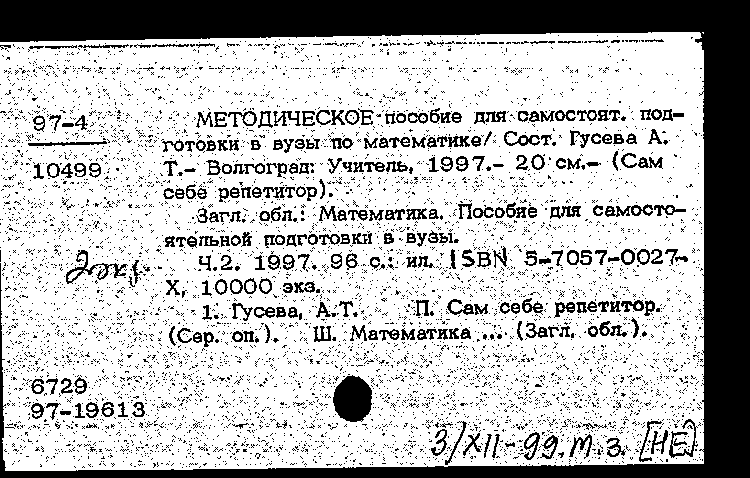 97-4
МЕТОДИЧЕСКОЕ пособие для самостоят. под-
готовки в вузы по математике/ Сост. Гусева А.
10499
Т.- Волгоград: Учитель, 1997.- 20 см.- (Сам
себе репетитор).
Загл. обл.: Математика. Пособие для самосто-
ятельной подготовки в вузы.
2экз.
Ч.2. 1997. 96 с.: ил. ISBN 5-7057-0027-
X, 10000 экз.
1. Гусева, А.Т. П. Сам себе репетитор.
(Сер. оп.). Ш. Математика ... (Загл. обл.).
6729
97-19613
3/XII-99.т.з. [НЕ]